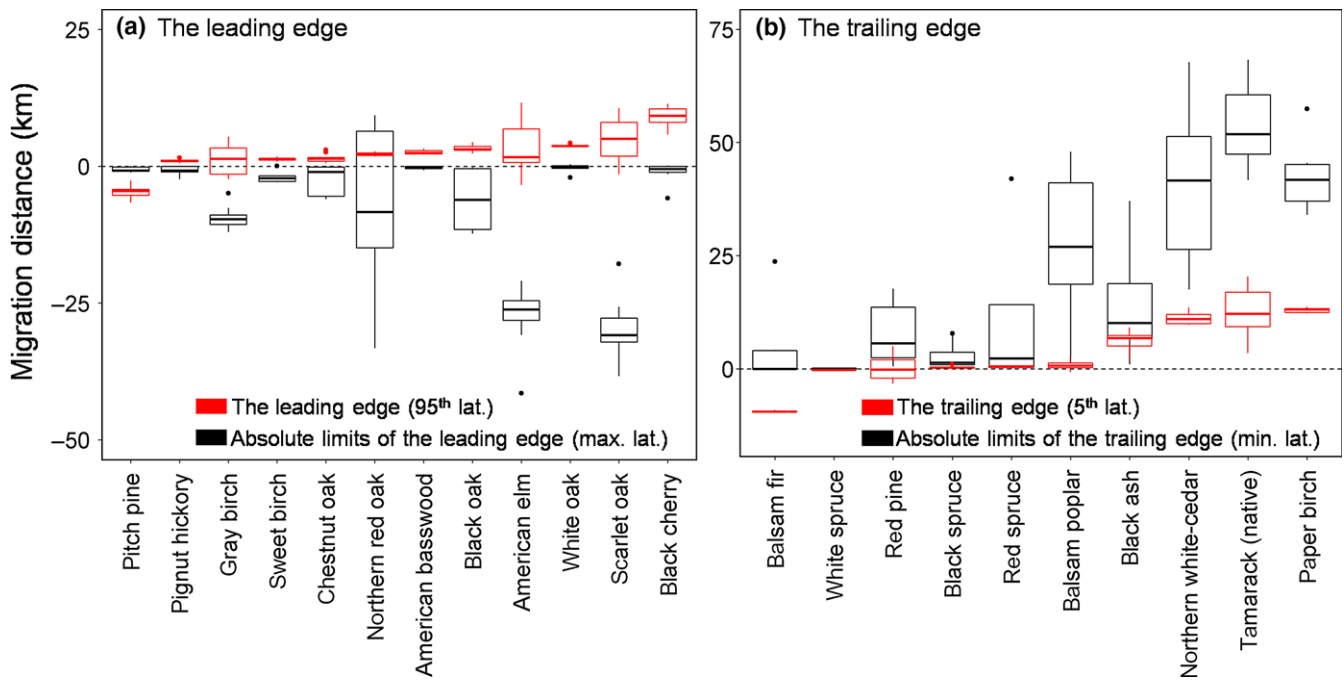 (a) The leading edge
(b) The trailing edge
Migration distance (km)
25
0
−25
−50
75
50
25
0
The leading edge (95th lat.)
Absolute limits of the leading edge (max. lat.)
The trailing edge (5th lat.)
Absolute limits of the trailing edge (min. lat.)
Pitch pine
Pignut hickory
Gray birch
Sweet birch
Chestnut oak
Northern red oak
American basswood
Black oak
American elm
White oak
Scarlet oak
Black cherry
Balsam fir
White spruce
Red pine
Black spruce
Red spruce
Balsam poplar
Black ash
Northern white-cedar
Tamarack (native)
Paper birch